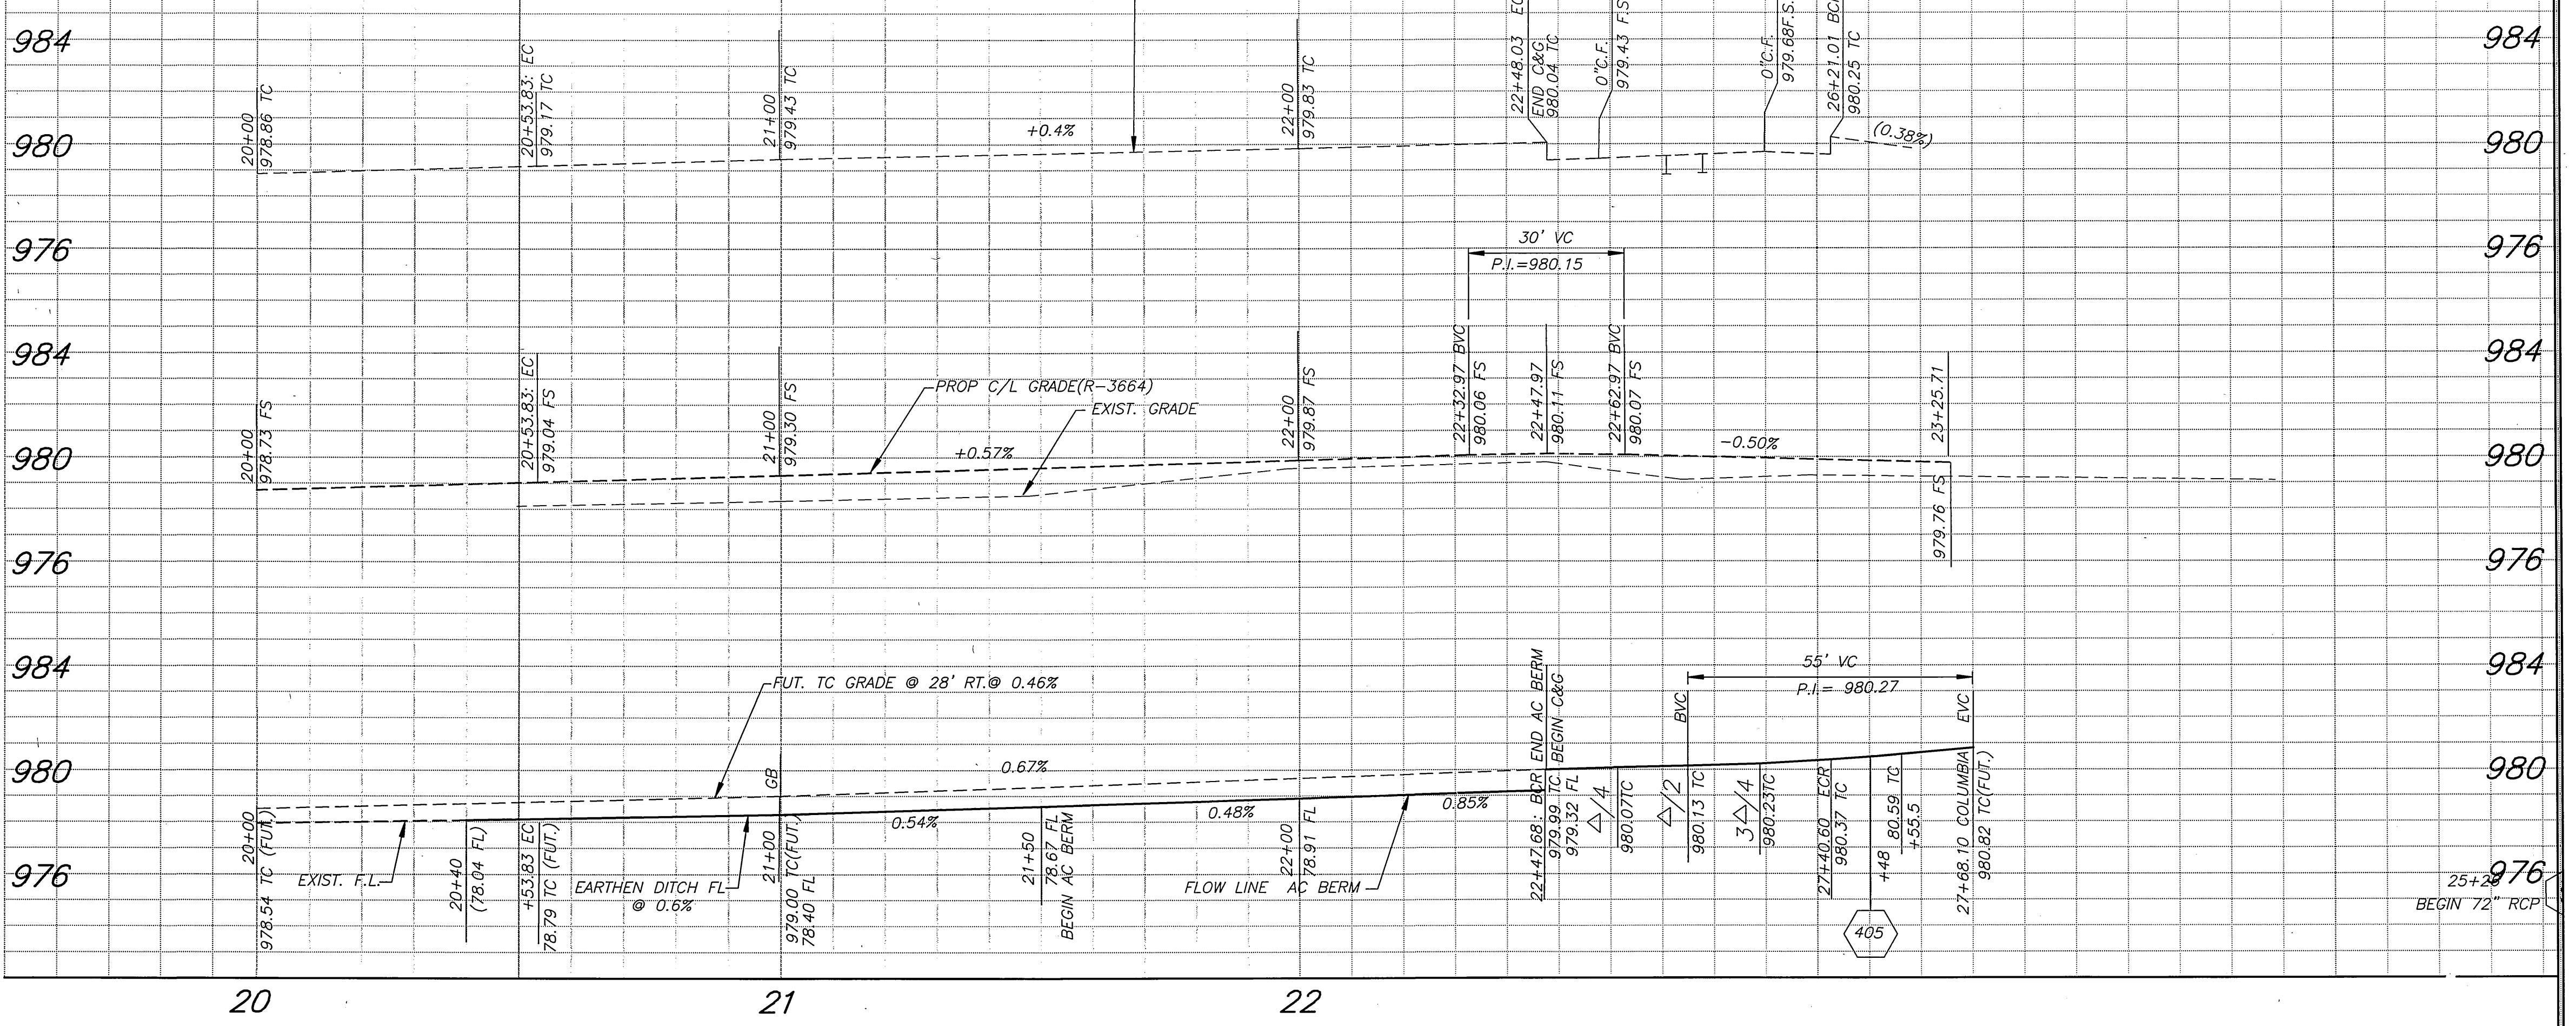 984
980
976
20+00
978.86 TC
20+53.83: EC
979.17 TC
21+00
979.43 TC
+0.4%
22+00
979.83 TC
22+48.03
END C&G
980.04 TC
0"C.F.
979.43 F.S
0"C.F.
979.68F.S.
26+21.01
980.25 TC
(0.38%)
984
980
976
30' VC
P.I.=980.15
984
980
976
20+00
978.73 FS
20+53.83: EC
979.04 FS
21+00
979.30 FS
PROP C/L GRADE(R-3664)
EXIST. GRADE
+0.57%
22+00
979.87 FS
22+32.97 BVC
980.06 FS
22+47.97
980.11 FS
22+62.97 BVC
980.07 FS
-0.50%
23+25.71
979.76 FS
984
980
976
984
980
976
FUT. TC GRADE @ 28' RT.@ 0.46%
20+00
978.54 TC (FUT.)
EXIST. F.L.
20+40
(78.04 FL)
+53.83 EC
78.79 TC (FUT.)
EARTHEN DITCH FL
@ 0.6%
GB
21+00
979.00 TC(FUT.)
78.40 FL
0.67%
0.54%
21+50
78.67 FL
BEGIN AC BERM
0.48%
22+00
78.91 FL
FLOW LINE AC BERM
0.85%
22+47.68: BCR END AC BERM
979.99 TC BEGIN C&G
979.32 FL
△/4
980.07TC
△/2
BVC
980.13 TC
55' VC
P.I.= 980.27
3△/4
980.23TC
27+40.60 ECR
980.37 TC
+48
405
80.59 TC
+55.5
EVC
27+68.10 COLUMBIA
980.82 TC(FUT.)
984
980
976
BEGIN 72" RCP
20
21
22